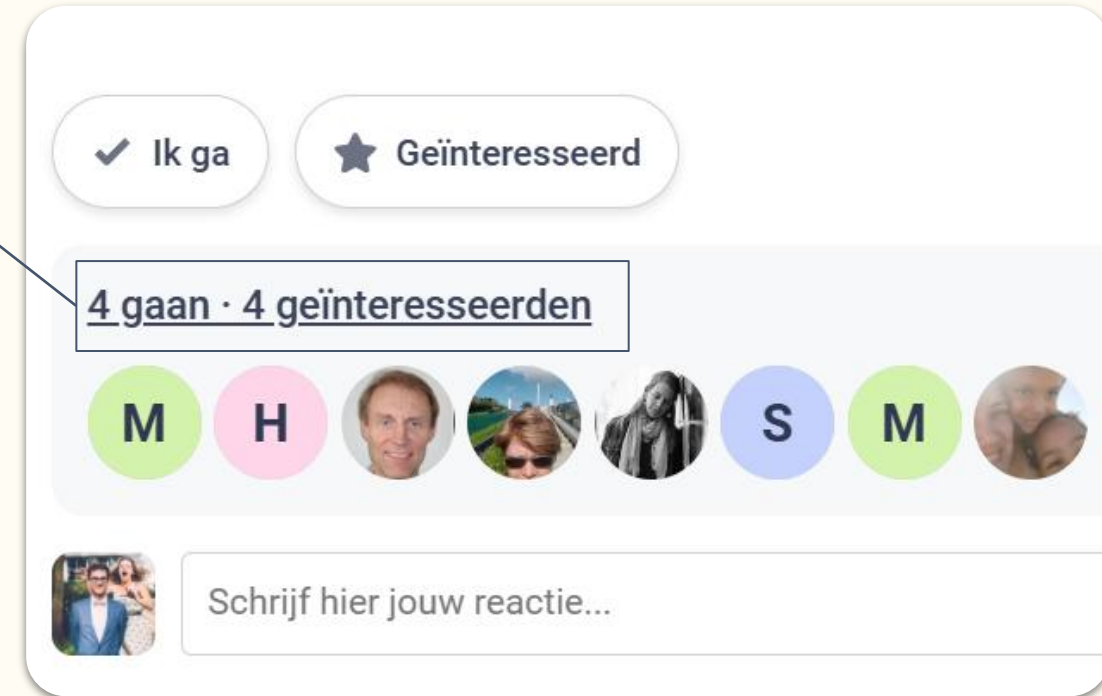 Ik ga
Geïnteresseerd
4 gaan · 4 geïnteresseerden
M H S M
Schrijf hier jouw reactie...